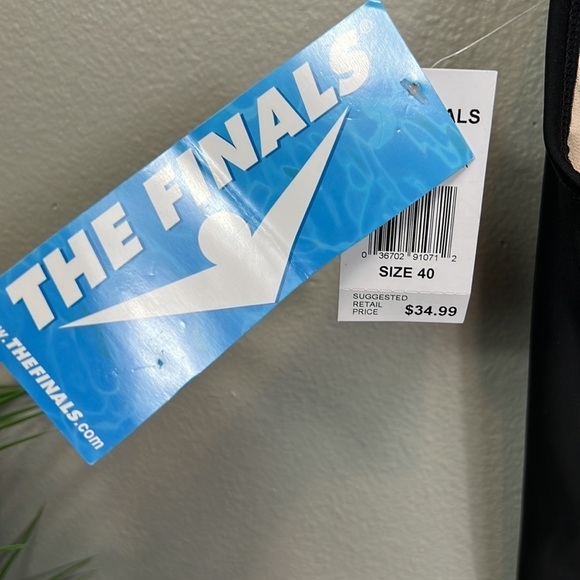 THE FINALS®
www.THEFINALS.com
ALS
0 36702 91071 2
SIZE 40
SUGGESTED
RETAIL
PRICE $34.99